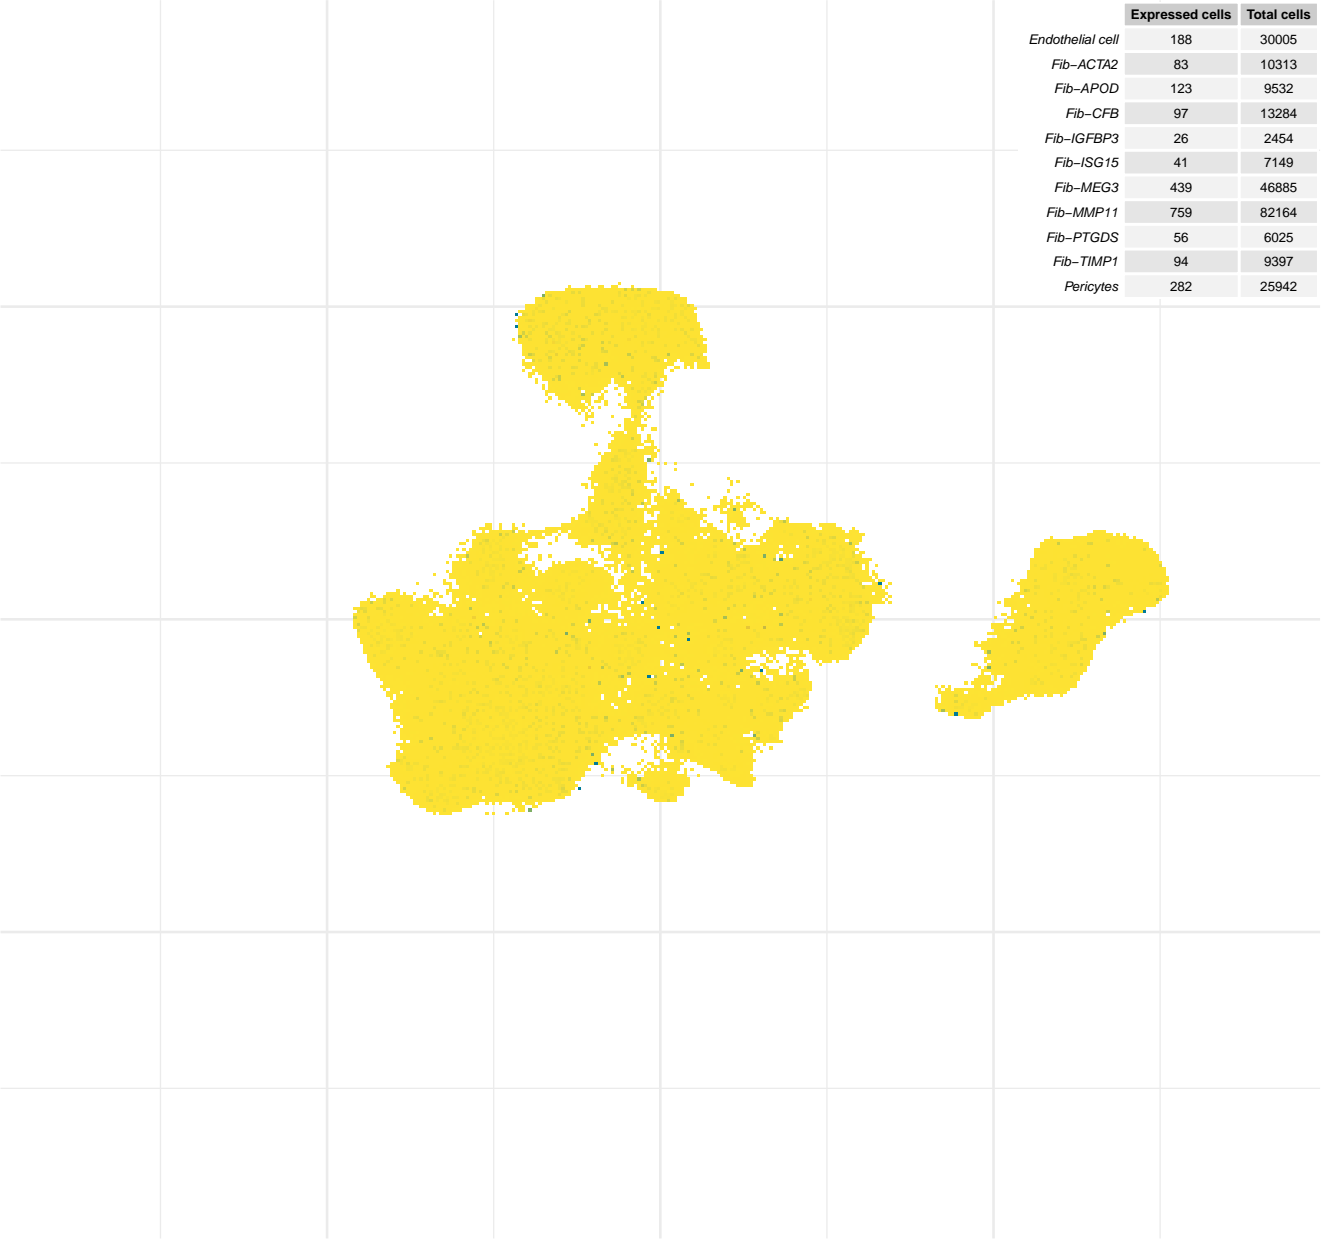 Expressed cells Total cells
Endothelial cell 188 30005
Fib−ACTA2 83 10313
Fib−APOD 123 9532
Fib−CFB 97 13284
Fib−IGFBP3 26 2454
Fib−ISG15 41 7149
Fib−MEG3 439 46885
Fib−MMP11 759 82164
Fib−PTGDS 56 6025
Fib−TIMP1 94 9397
Pericytes 282 25942